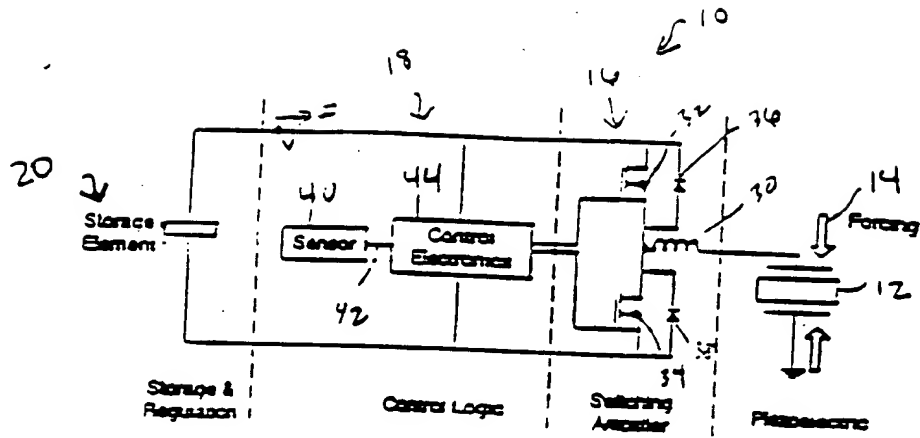 10
18
16
32
36
20
Storage
Element
40
44
30
14
Forcing
Sensor
Control
Electronics
12
42
34
Storage &
Regulation
Control Logic
Switching
Amplifier
Piezoelectric